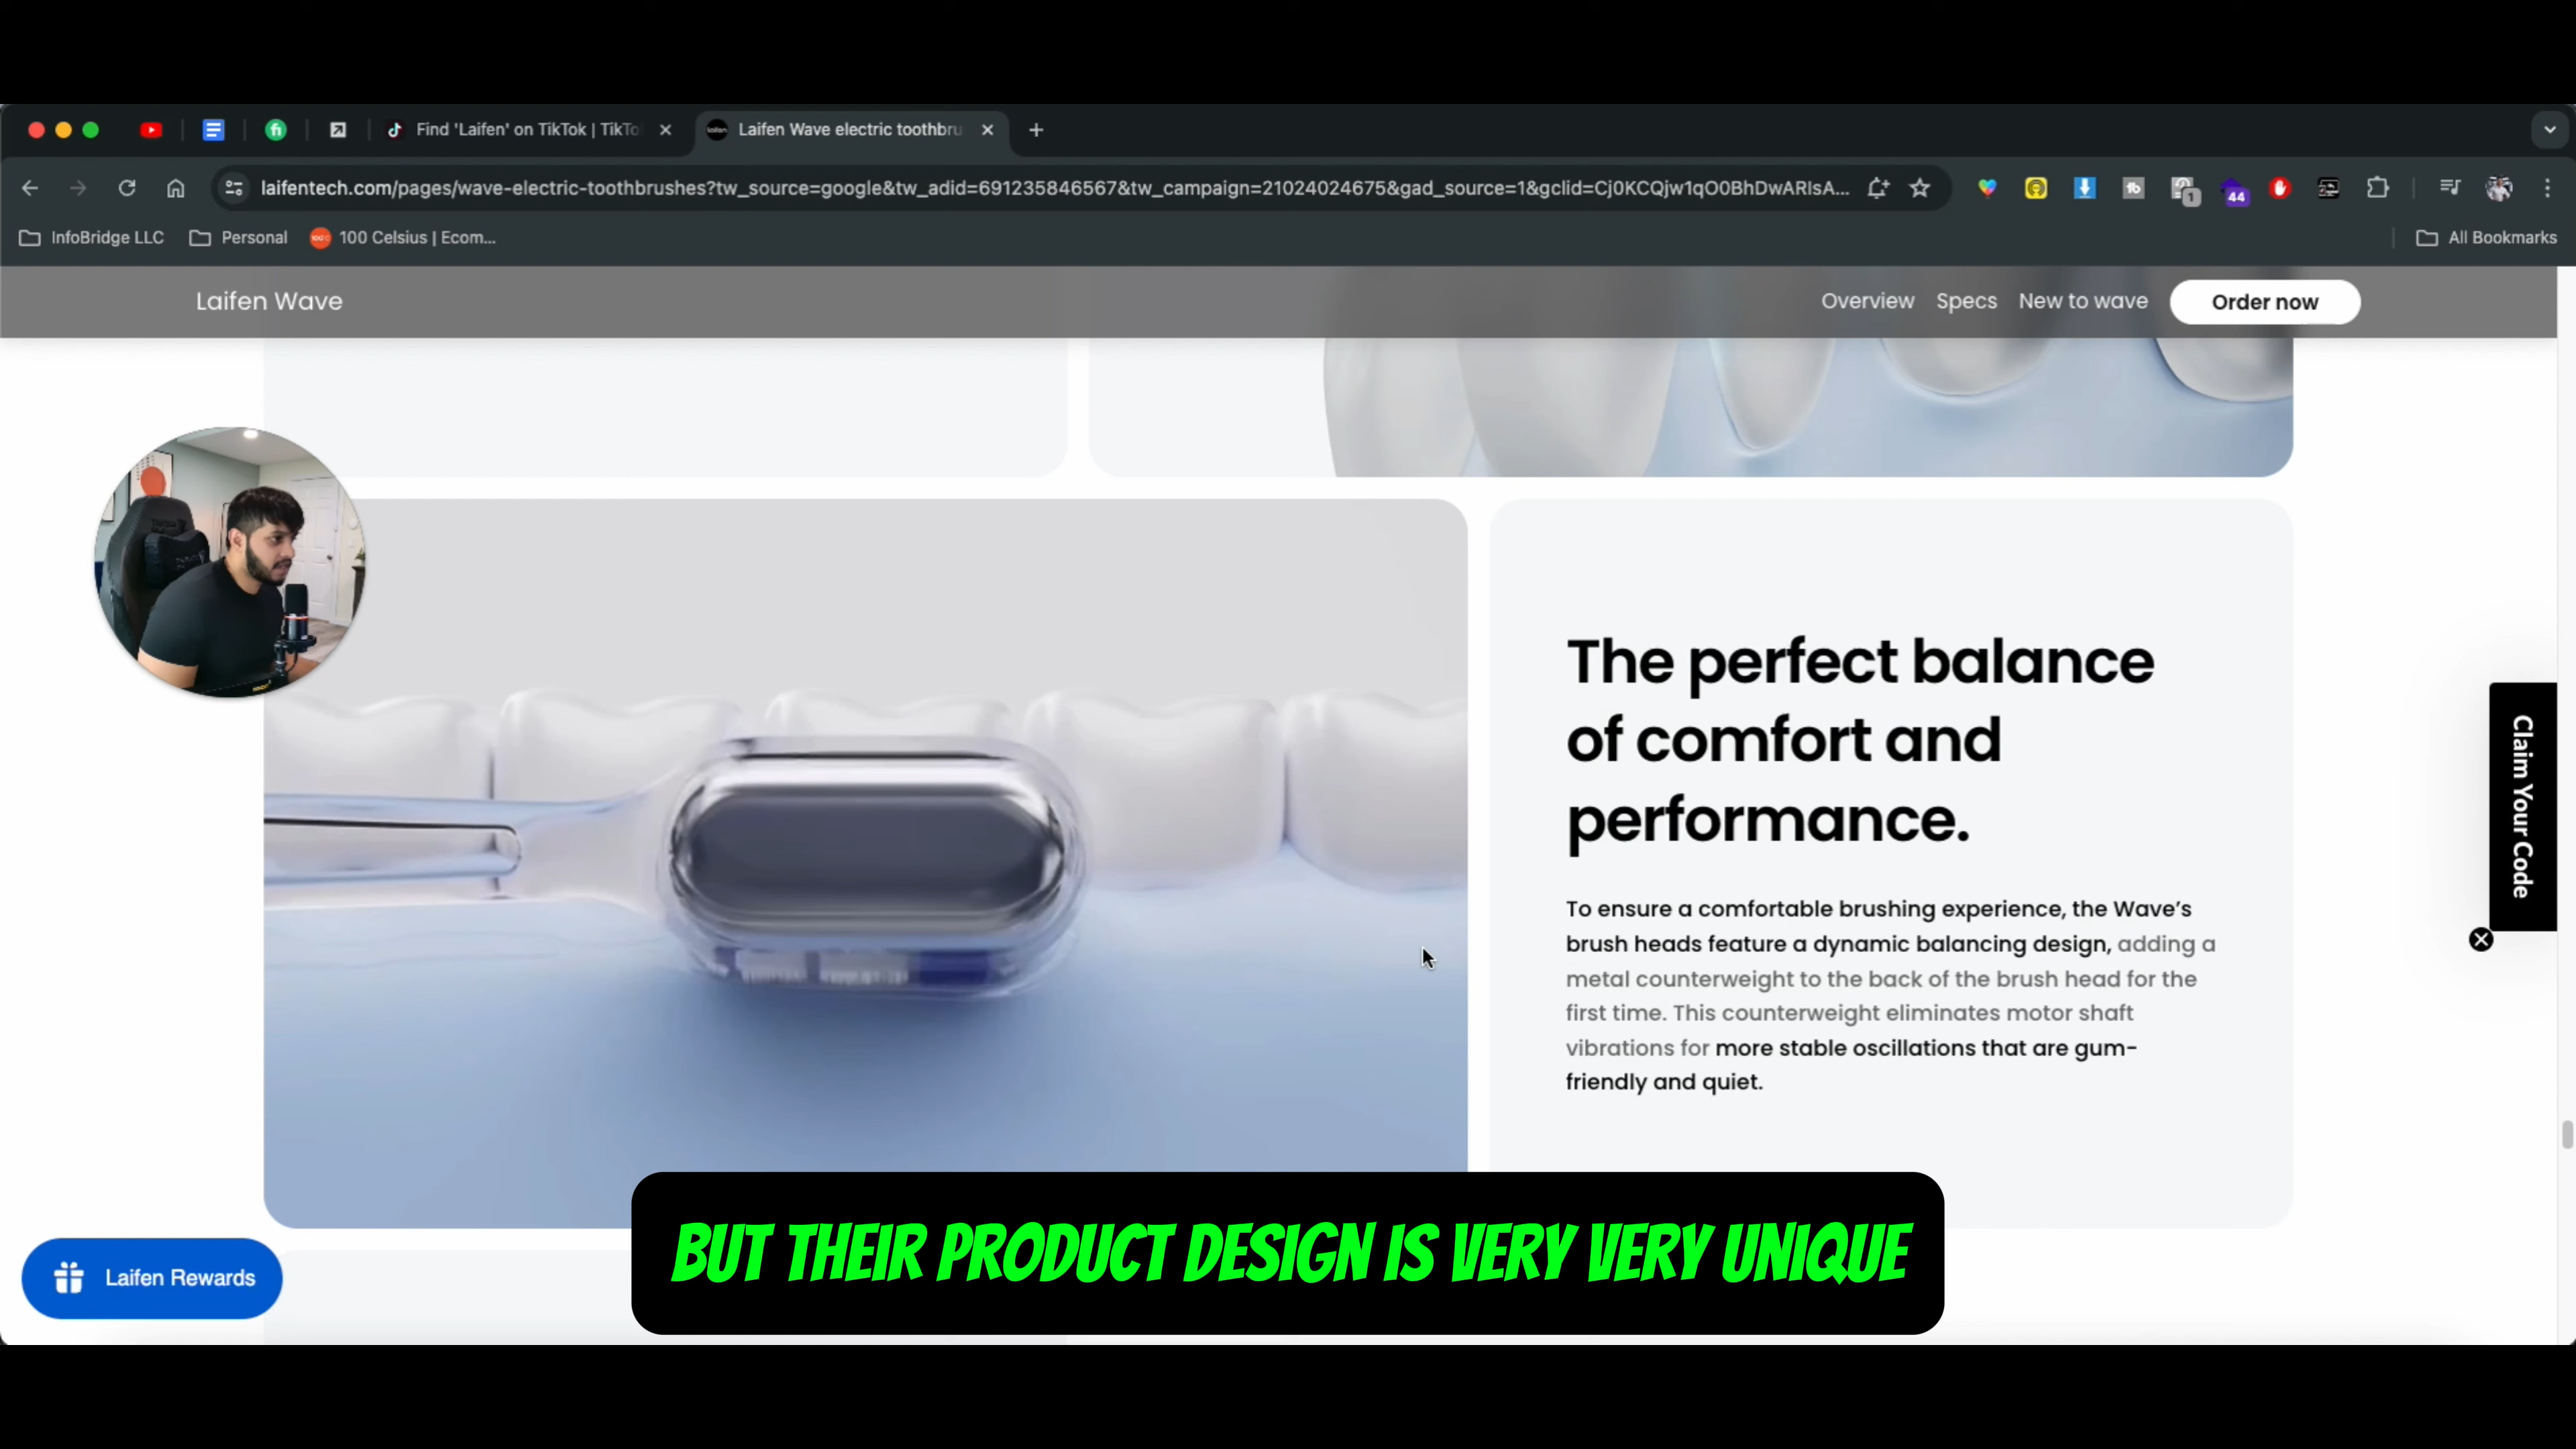 Find 'Laifen' on TikTok | TikTo
Laifen Wave electric toothbru
laifentech.com/pages/wave-electric-toothbrushes?tw_source=google&tw_adid=691235846567&tw_campaign=21024024675&gad_source=1&gclid=Cj0KCQjw1qO0BhDwARIsA...
1
44
InfoBridge LLC
Personal
100 Celsius | Ecom...
All Bookmarks
Laifen Wave
Overview
Specs
New to wave
Order now
The perfect balance
of comfort and
performance.
To ensure a comfortable brushing experience, the Wave's
brush heads feature a dynamic balancing design, adding a
metal counterweight to the back of the brush head for the
first time. This counterweight eliminates motor shaft
vibrations for more stable oscillations that are gum-
friendly and quiet.
Claim Your Code
Laifen Rewards
BUT THEIR PRODUCT DESIGN IS VERY VERY UNIQUE